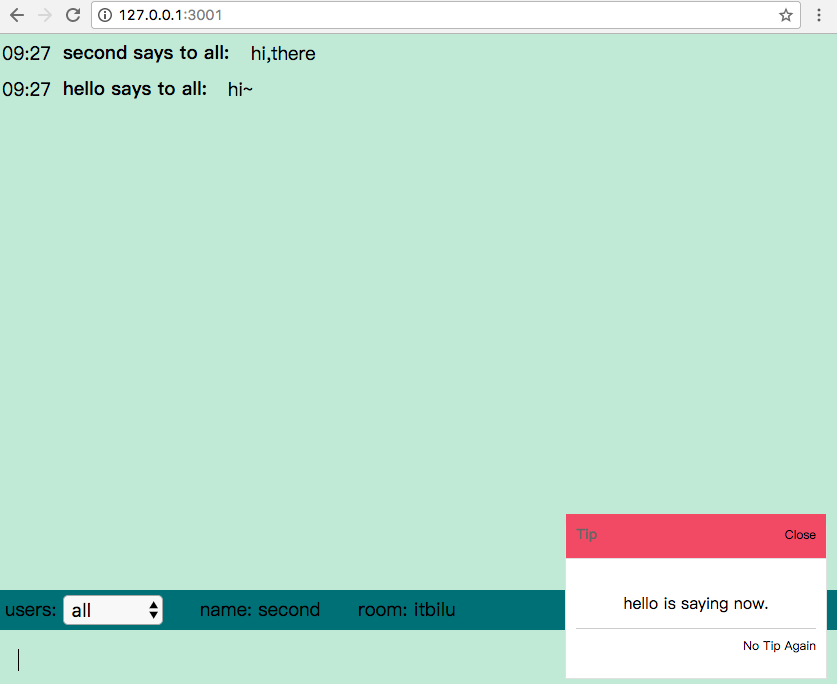 127.0.0.1:3001
09:27 second says to all: hi,there
09:27 hello says to all: hi~
Tip Close
hello is saying now.
users: all name: second room: itbilu
No Tip Again